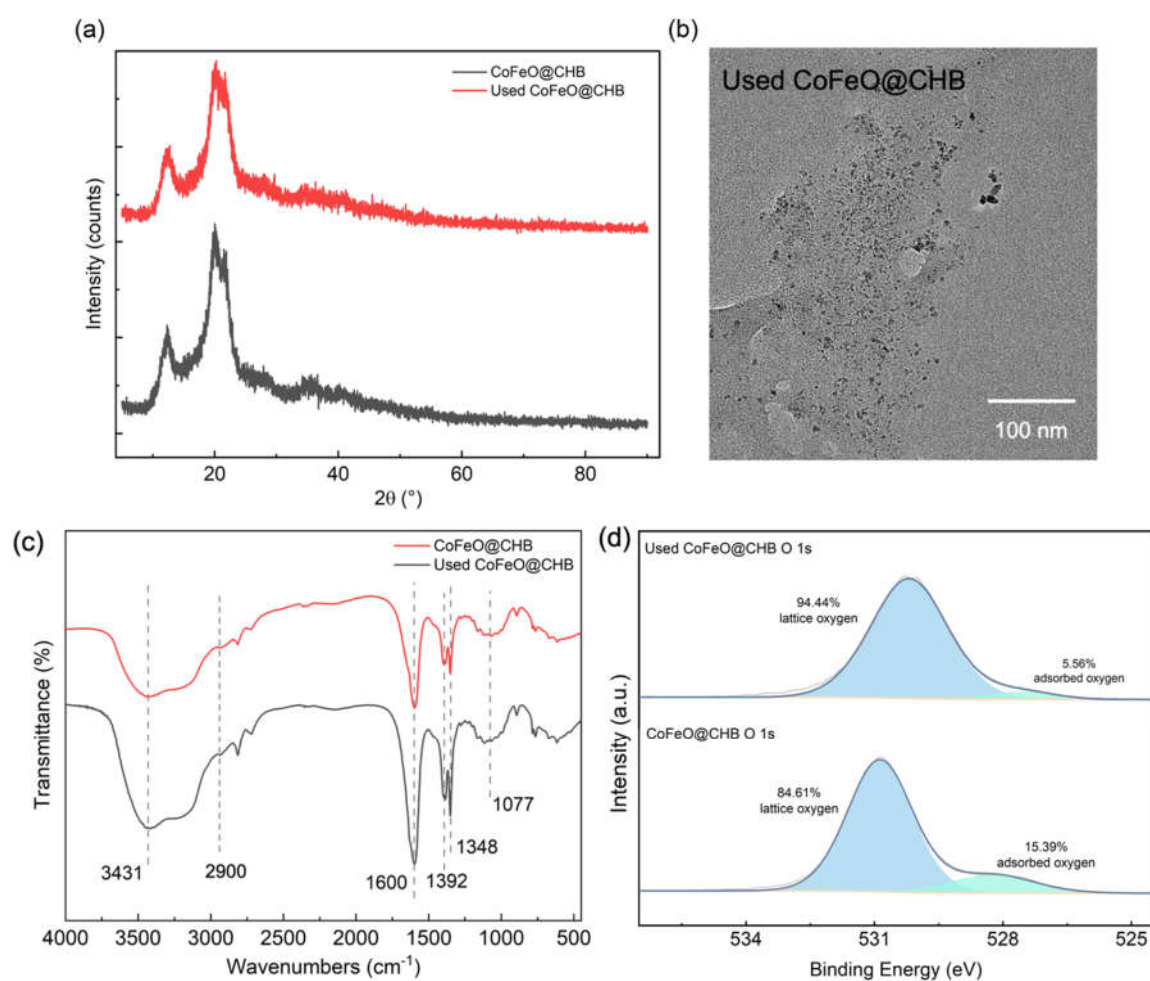 (a)
CoFeO@CHB
Used CoFeO@CHB
Intensity (counts)
20
40
60
80
2θ (°)
(b)
Used CoFeO@CHB
100 nm
(c)
CoFeO@CHB
Used CoFeO@CHB
Transmittance (%)
3431
2900
1600
1392
1348
1077
4000
3500
3000
2500
2000
1500
1000
500
Wavenumbers (cm⁻¹)
(d)
Used CoFeO@CHB O 1s
94.44%
lattice oxygen
5.56%
adsorbed oxygen
CoFeO@CHB O 1s
84.61%
lattice oxygen
15.39%
adsorbed oxygen
Intensity (a.u.)
534
531
528
525
Binding Energy (eV)